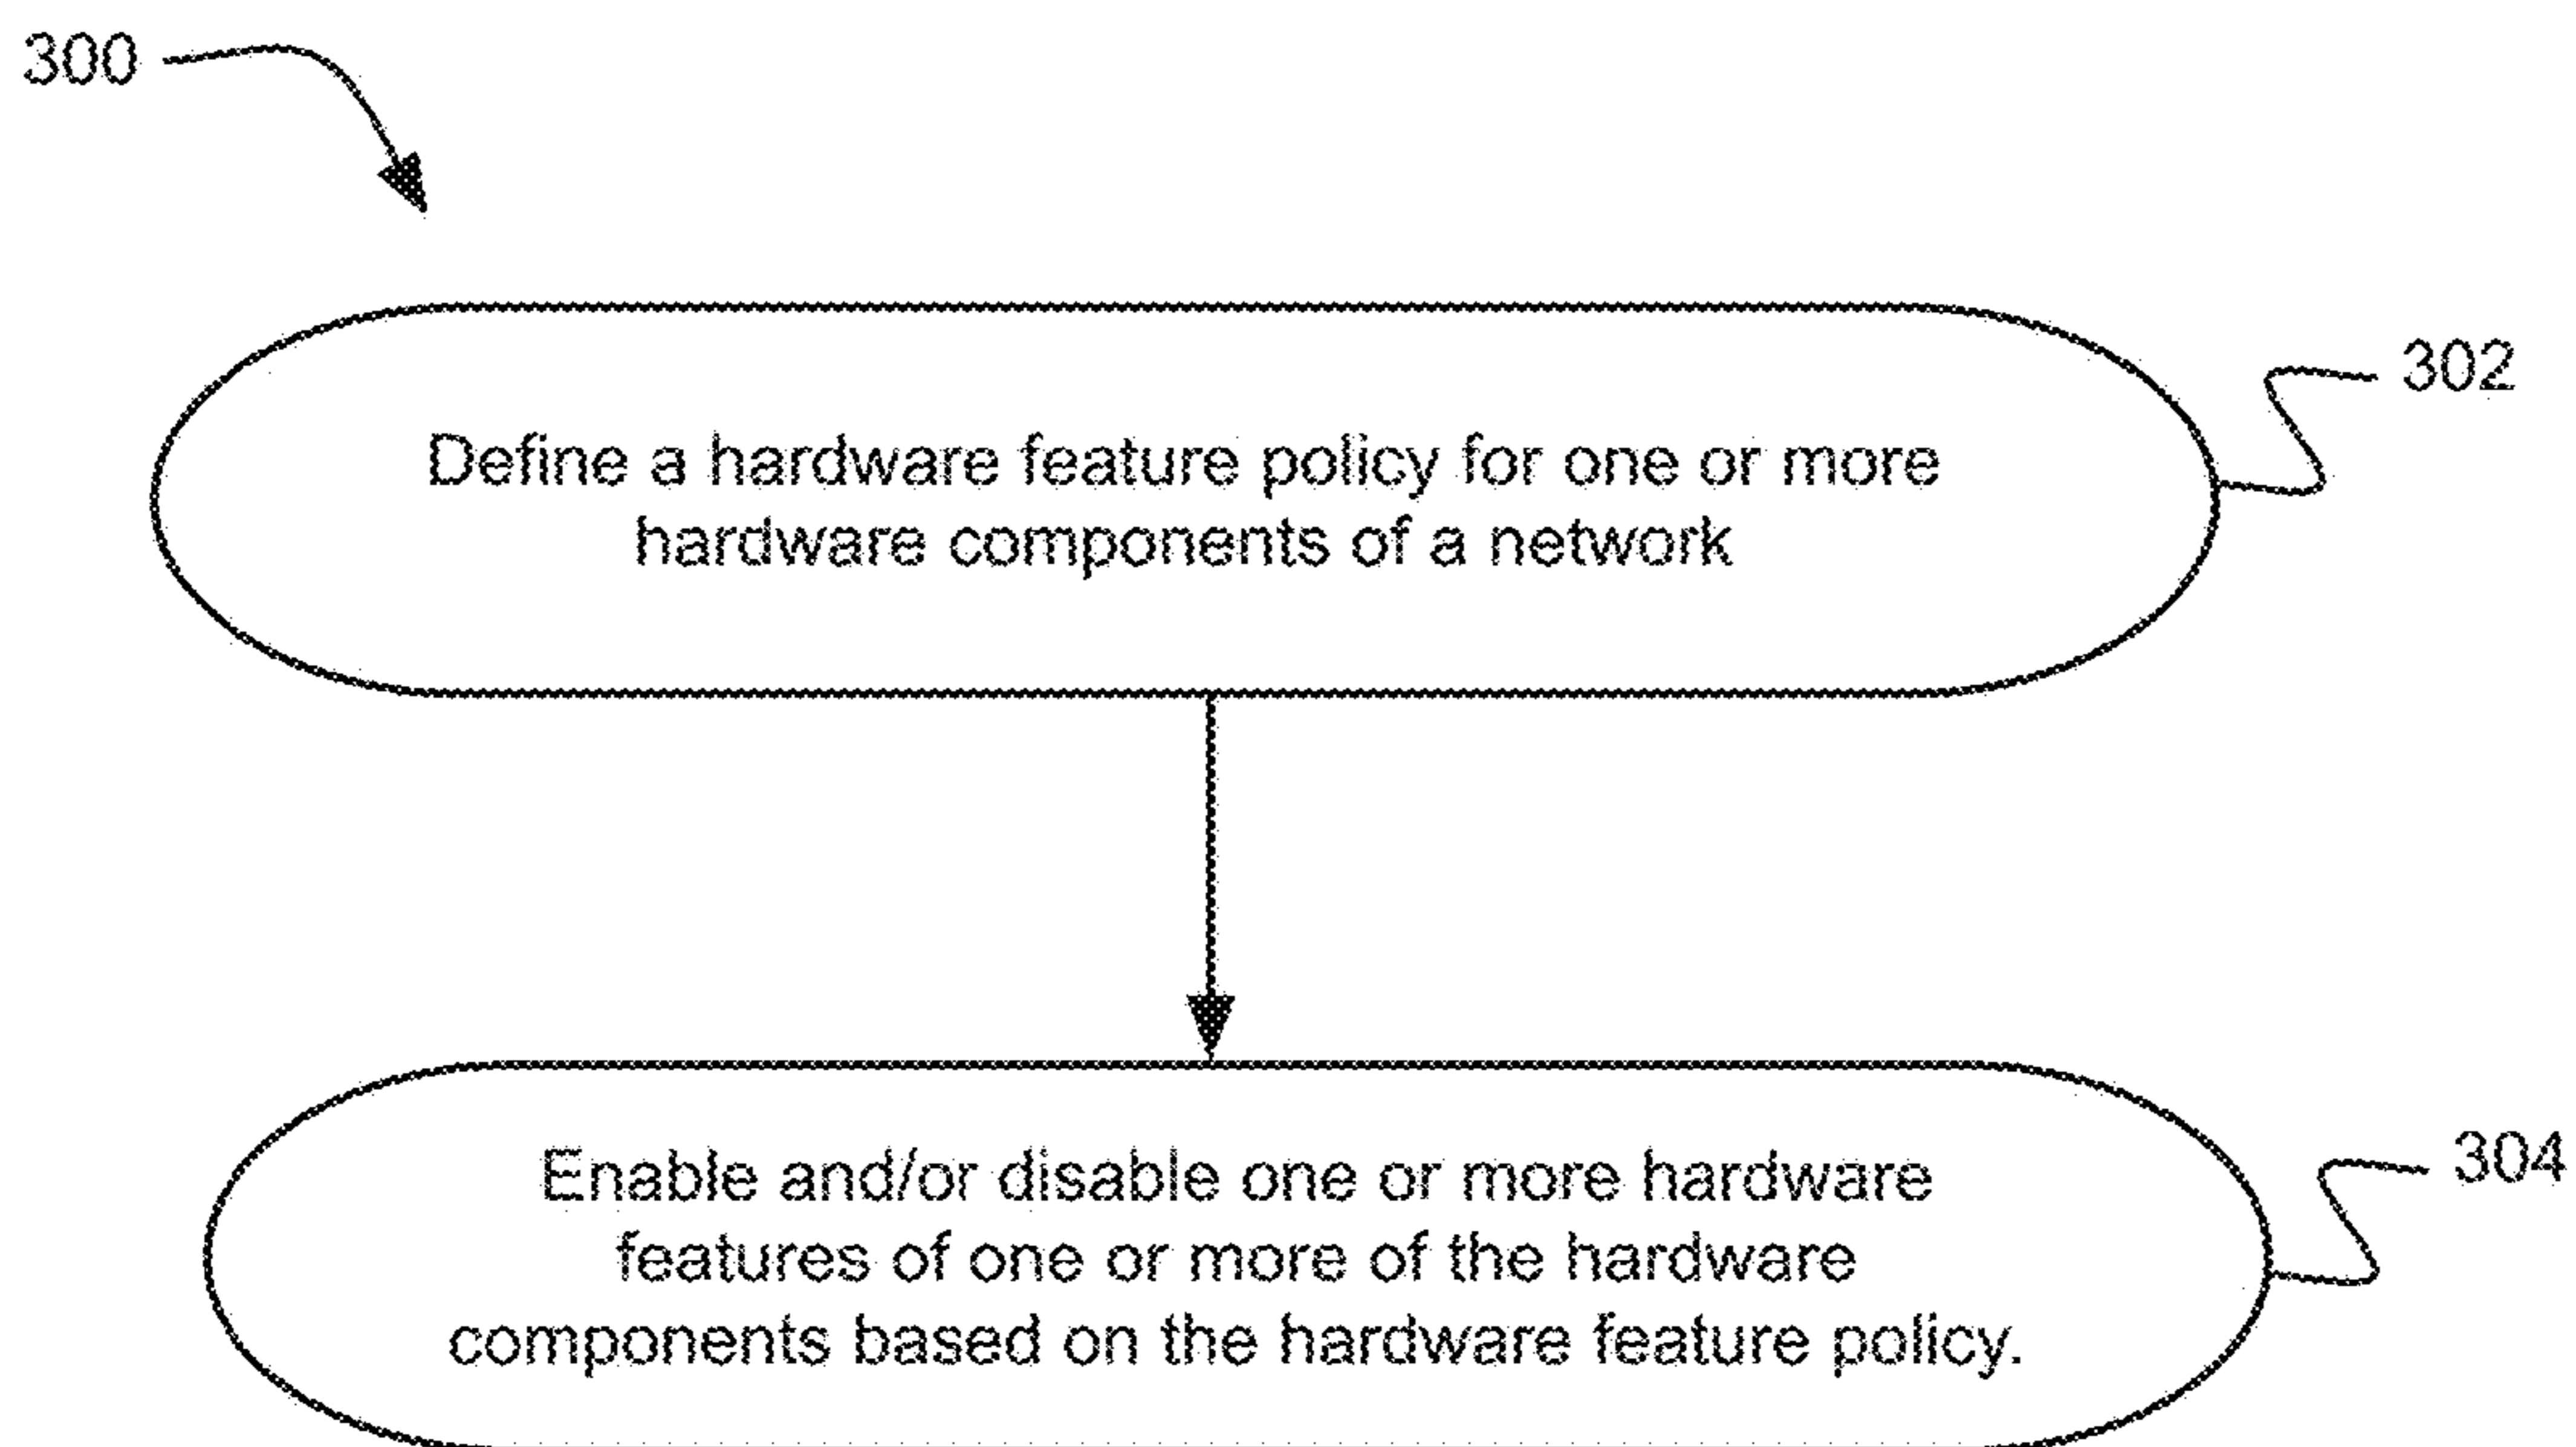 300
302
Define a hardware feature policy for one or more
hardware components of a network
304
Enable and/or disable one or more hardware
features of one or more of the hardware
components based on the hardware feature policy.